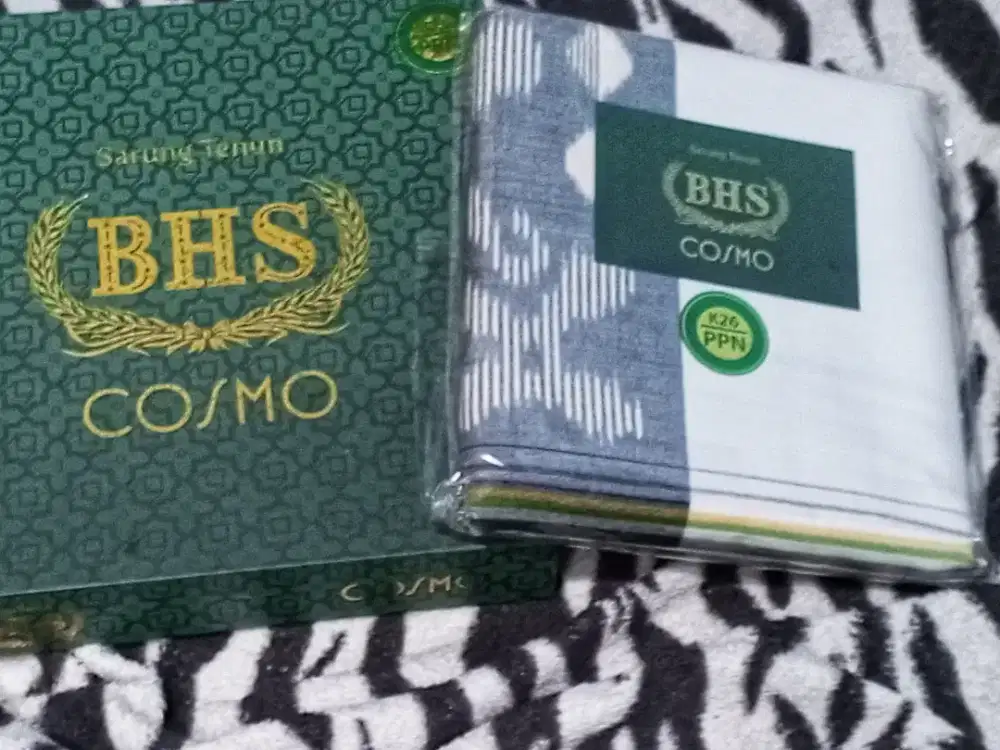 Sarung Tenun
BHS
COSMO
COSMO
Sarung Tenun
BHS
COSMO
K26
PPN